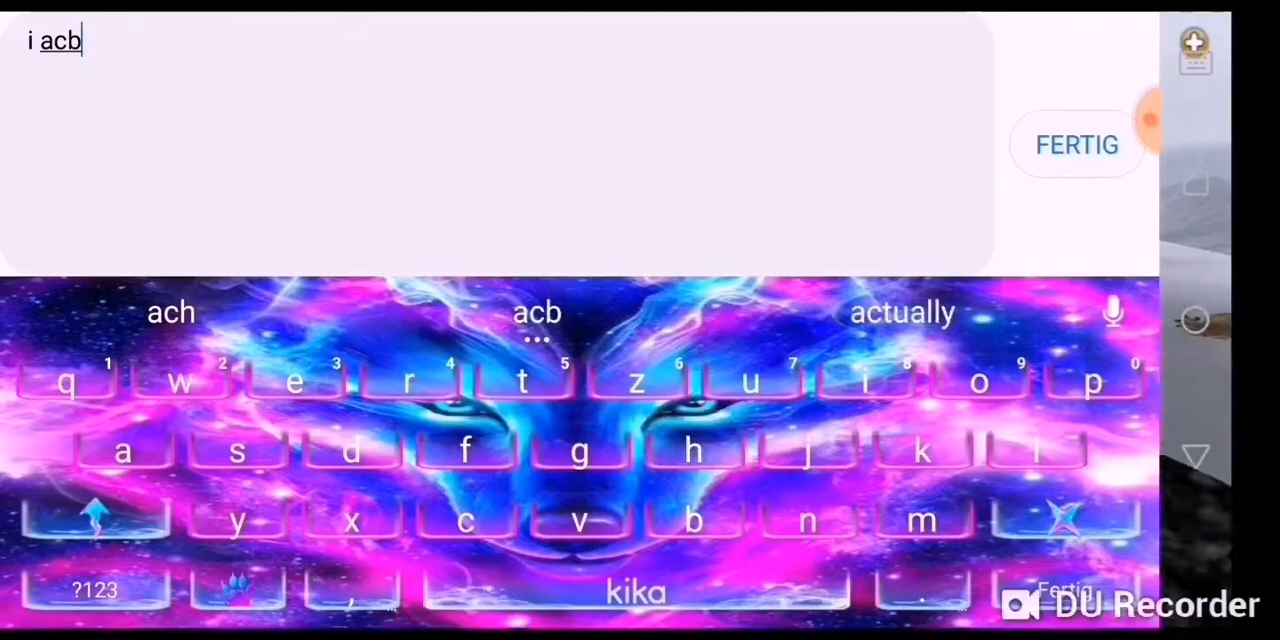 i acb
FERTIG
ach acb actually
1 2 3 4 5 6 7 8 9 0
q w e r t z u i o p
a s d f g h j k l
y x c v b n m
?123 , kika . Fertig
DU Recorder